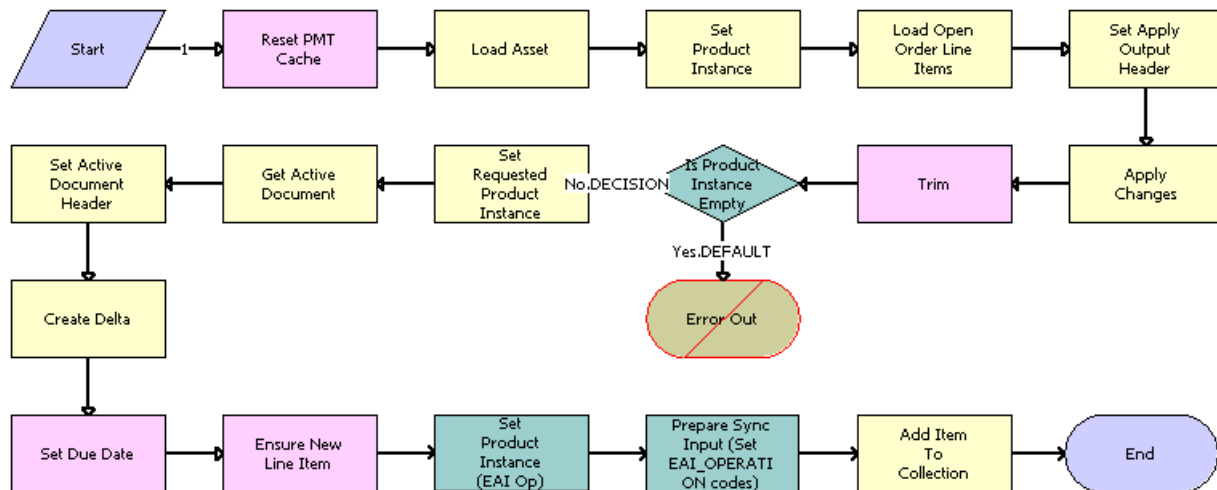 Start
1
Reset PMT
Cache
Load Asset
Set
Product
Instance
Load Open
Order Line
Items
Set Apply
Output
Header
Set Active
Document
Header
Get Active
Document
Set
Requested
Product
Instance
No.DECISION
Is Product
Instance
Empty
Trim
Apply
Changes
Yes.DEFAULT
Create Delta
Error Out
Set Due Date
Ensure New
Line Item
Set
Product
Instance
(EAI Op)
Prepare Sync
Input (Set
EAI_OPERATI
ON codes)
Add Item
To
Collection
End